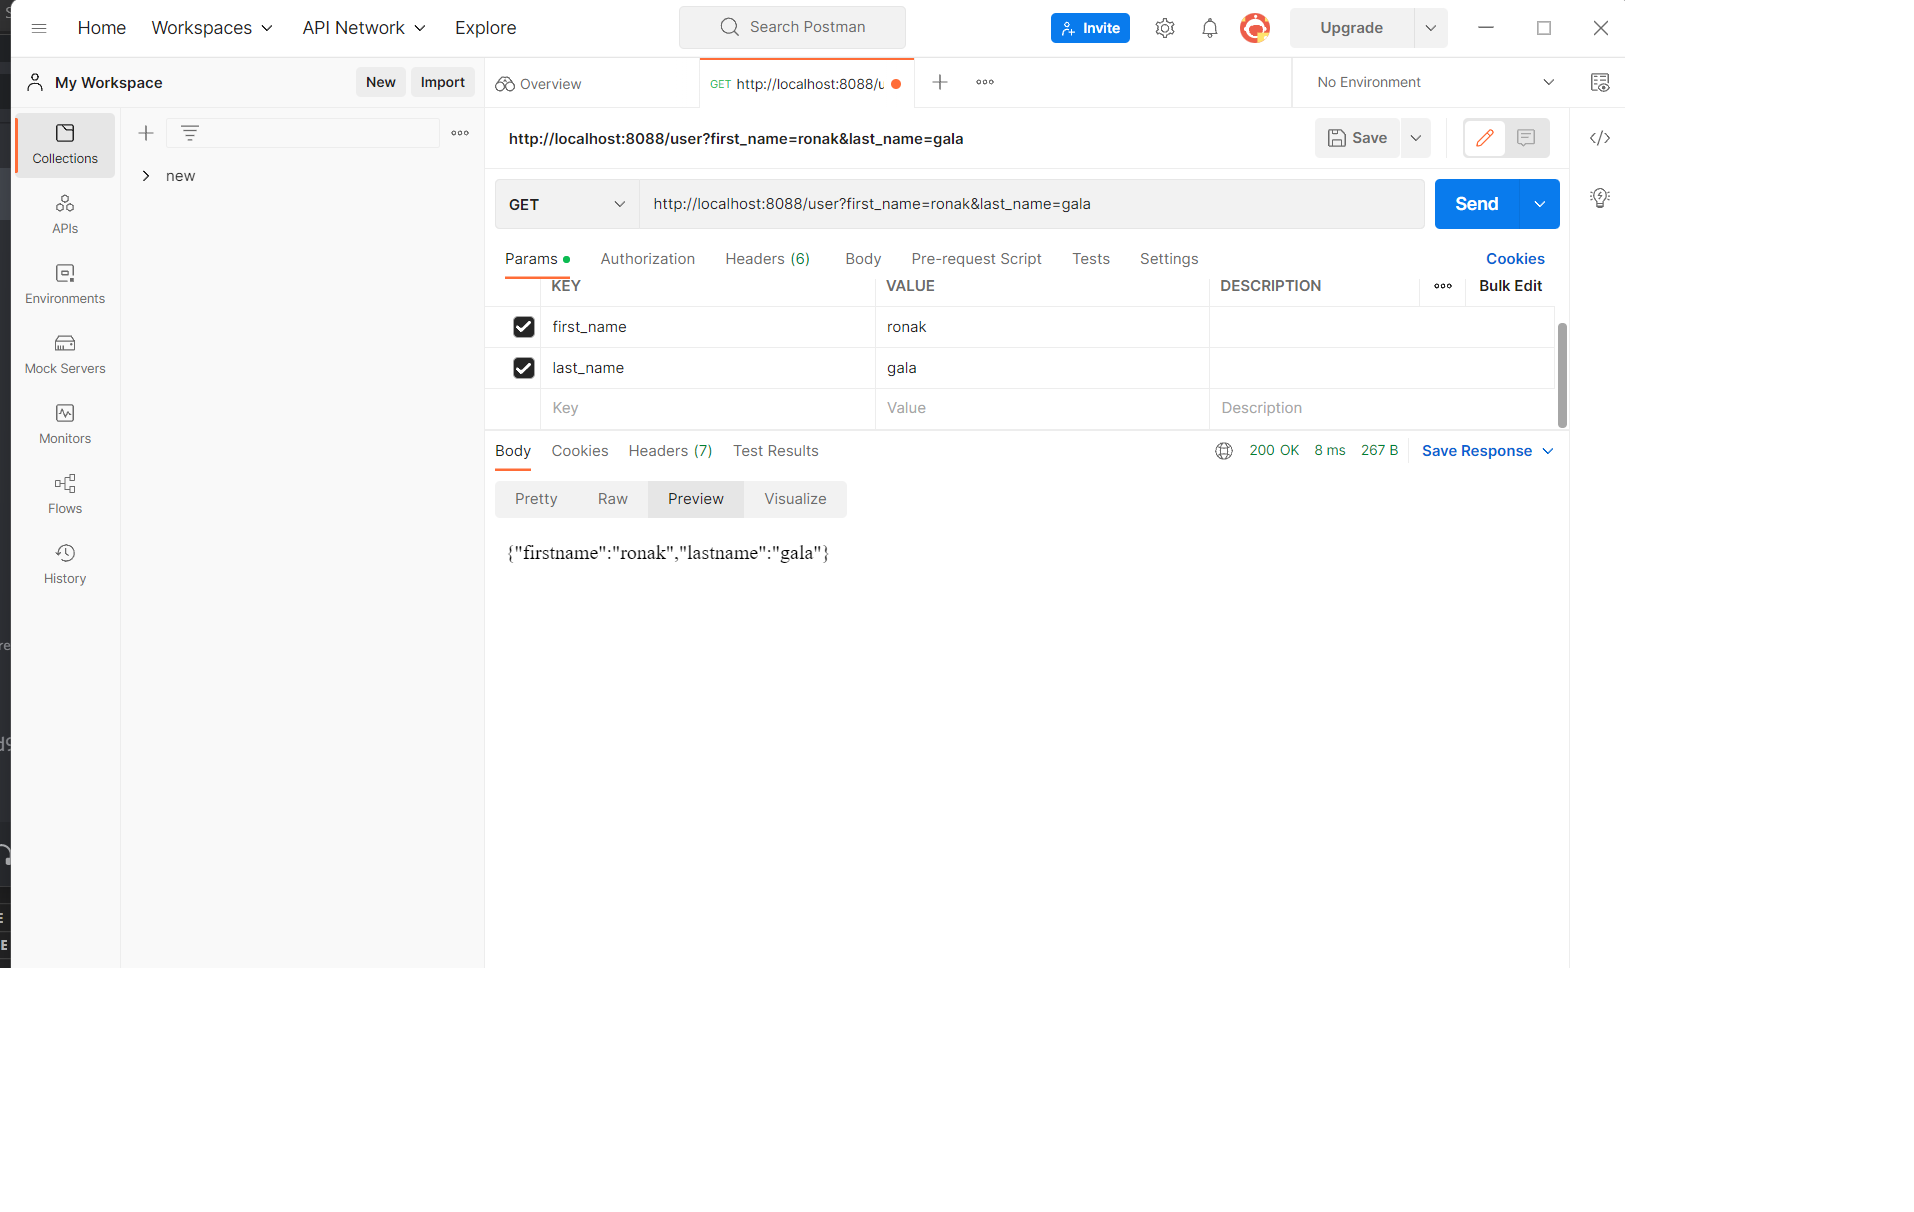 Home Workspaces API Network Explore Search Postman Invite Upgrade
My Workspace New Import Overview GET http://localhost:8088/u No Environment
http://localhost:8088/user?first_name=ronak&last_name=gala Save
Collections
new
GET http://localhost:8088/user?first_name=ronak&last_name=gala Send
APIs
Params Authorization Headers (6) Body Pre-request Script Tests Settings Cookies
KEY VALUE DESCRIPTION Bulk Edit
Environments
first_name ronak
Mock Servers
last_name gala
Key Value Description
Monitors
Body Cookies Headers (7) Test Results 200 OK 8 ms 267 B Save Response
Pretty Raw Preview Visualize
Flows
{"firstname":"ronak","lastname":"gala"}
History